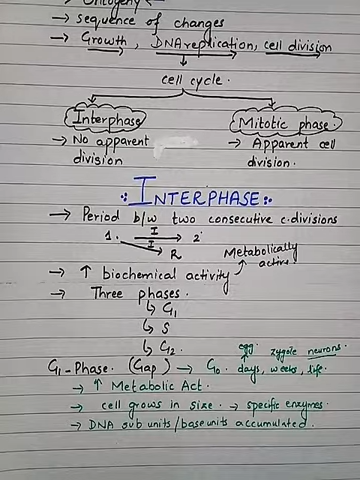 Ontogeny
→ sequence of changes
→ Growth, DNA replication, cell division
cell cycle.
Interphase
Mitotic phase.
→ No apparent division
→ Apparent cell division.
INTERPHASE
→ Period b/w two consecutive c.divisions
1. I → 2
I → R
Metabolically active
→ ↑ biochemical activity
→ Three phases.
↳ G1
↳ S
↳ G2
egg zygote neurons.
G1-Phase (Gap) → G0. days, weeks, life.
→ ↑ Metabolic Act.
→ cell grows in size → specific enzymes.
→ DNA sub units/base units accumulated.